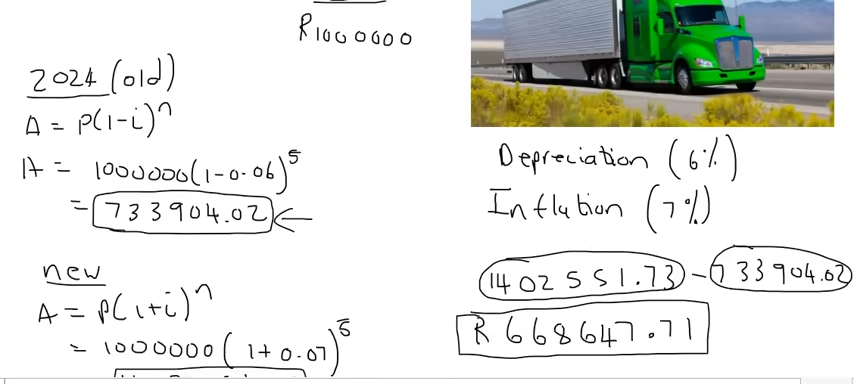 R1000000
2024 (old)
A = P(1-i)^n
A = 1000000(1-0.06)^5
= 733904.02 ←
new
A = P(1+i)^n
= 1000000(1+0.07)^5
Depreciation (6%)
Inflation (7%)
1402551.73 - 733904.02
R 668647.71